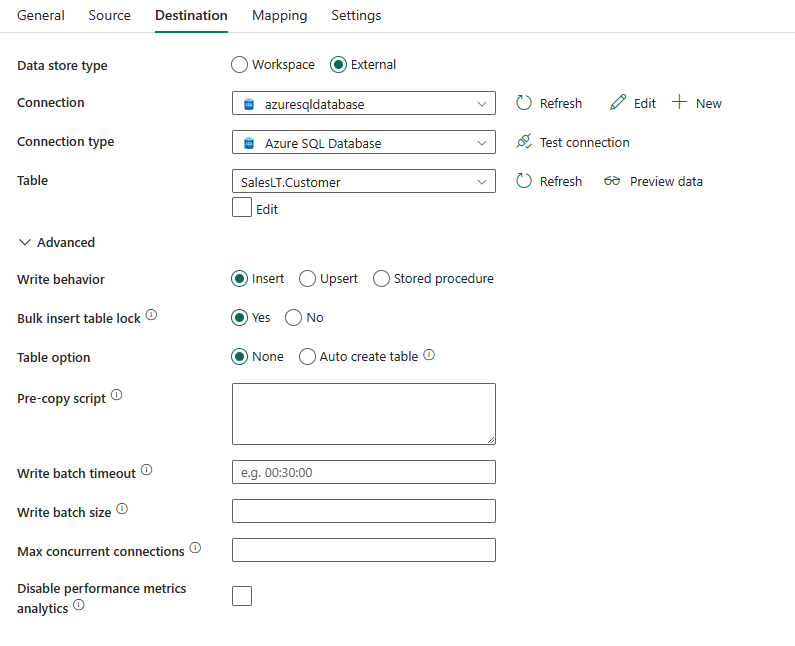 General Source Destination Mapping Settings
Data store type Workspace External
Connection azuresqldatabase Refresh Edit New
Connection type Azure SQL Database Test connection
Table SalesLT.Customer Refresh Preview data
Edit
Advanced
Write behavior Insert Upsert Stored procedure
Bulk insert table lock Yes No
Table option None Auto create table
Pre-copy script
Write batch timeout e.g. 00:30:00
Write batch size
Max concurrent connections
Disable performance metrics
analytics